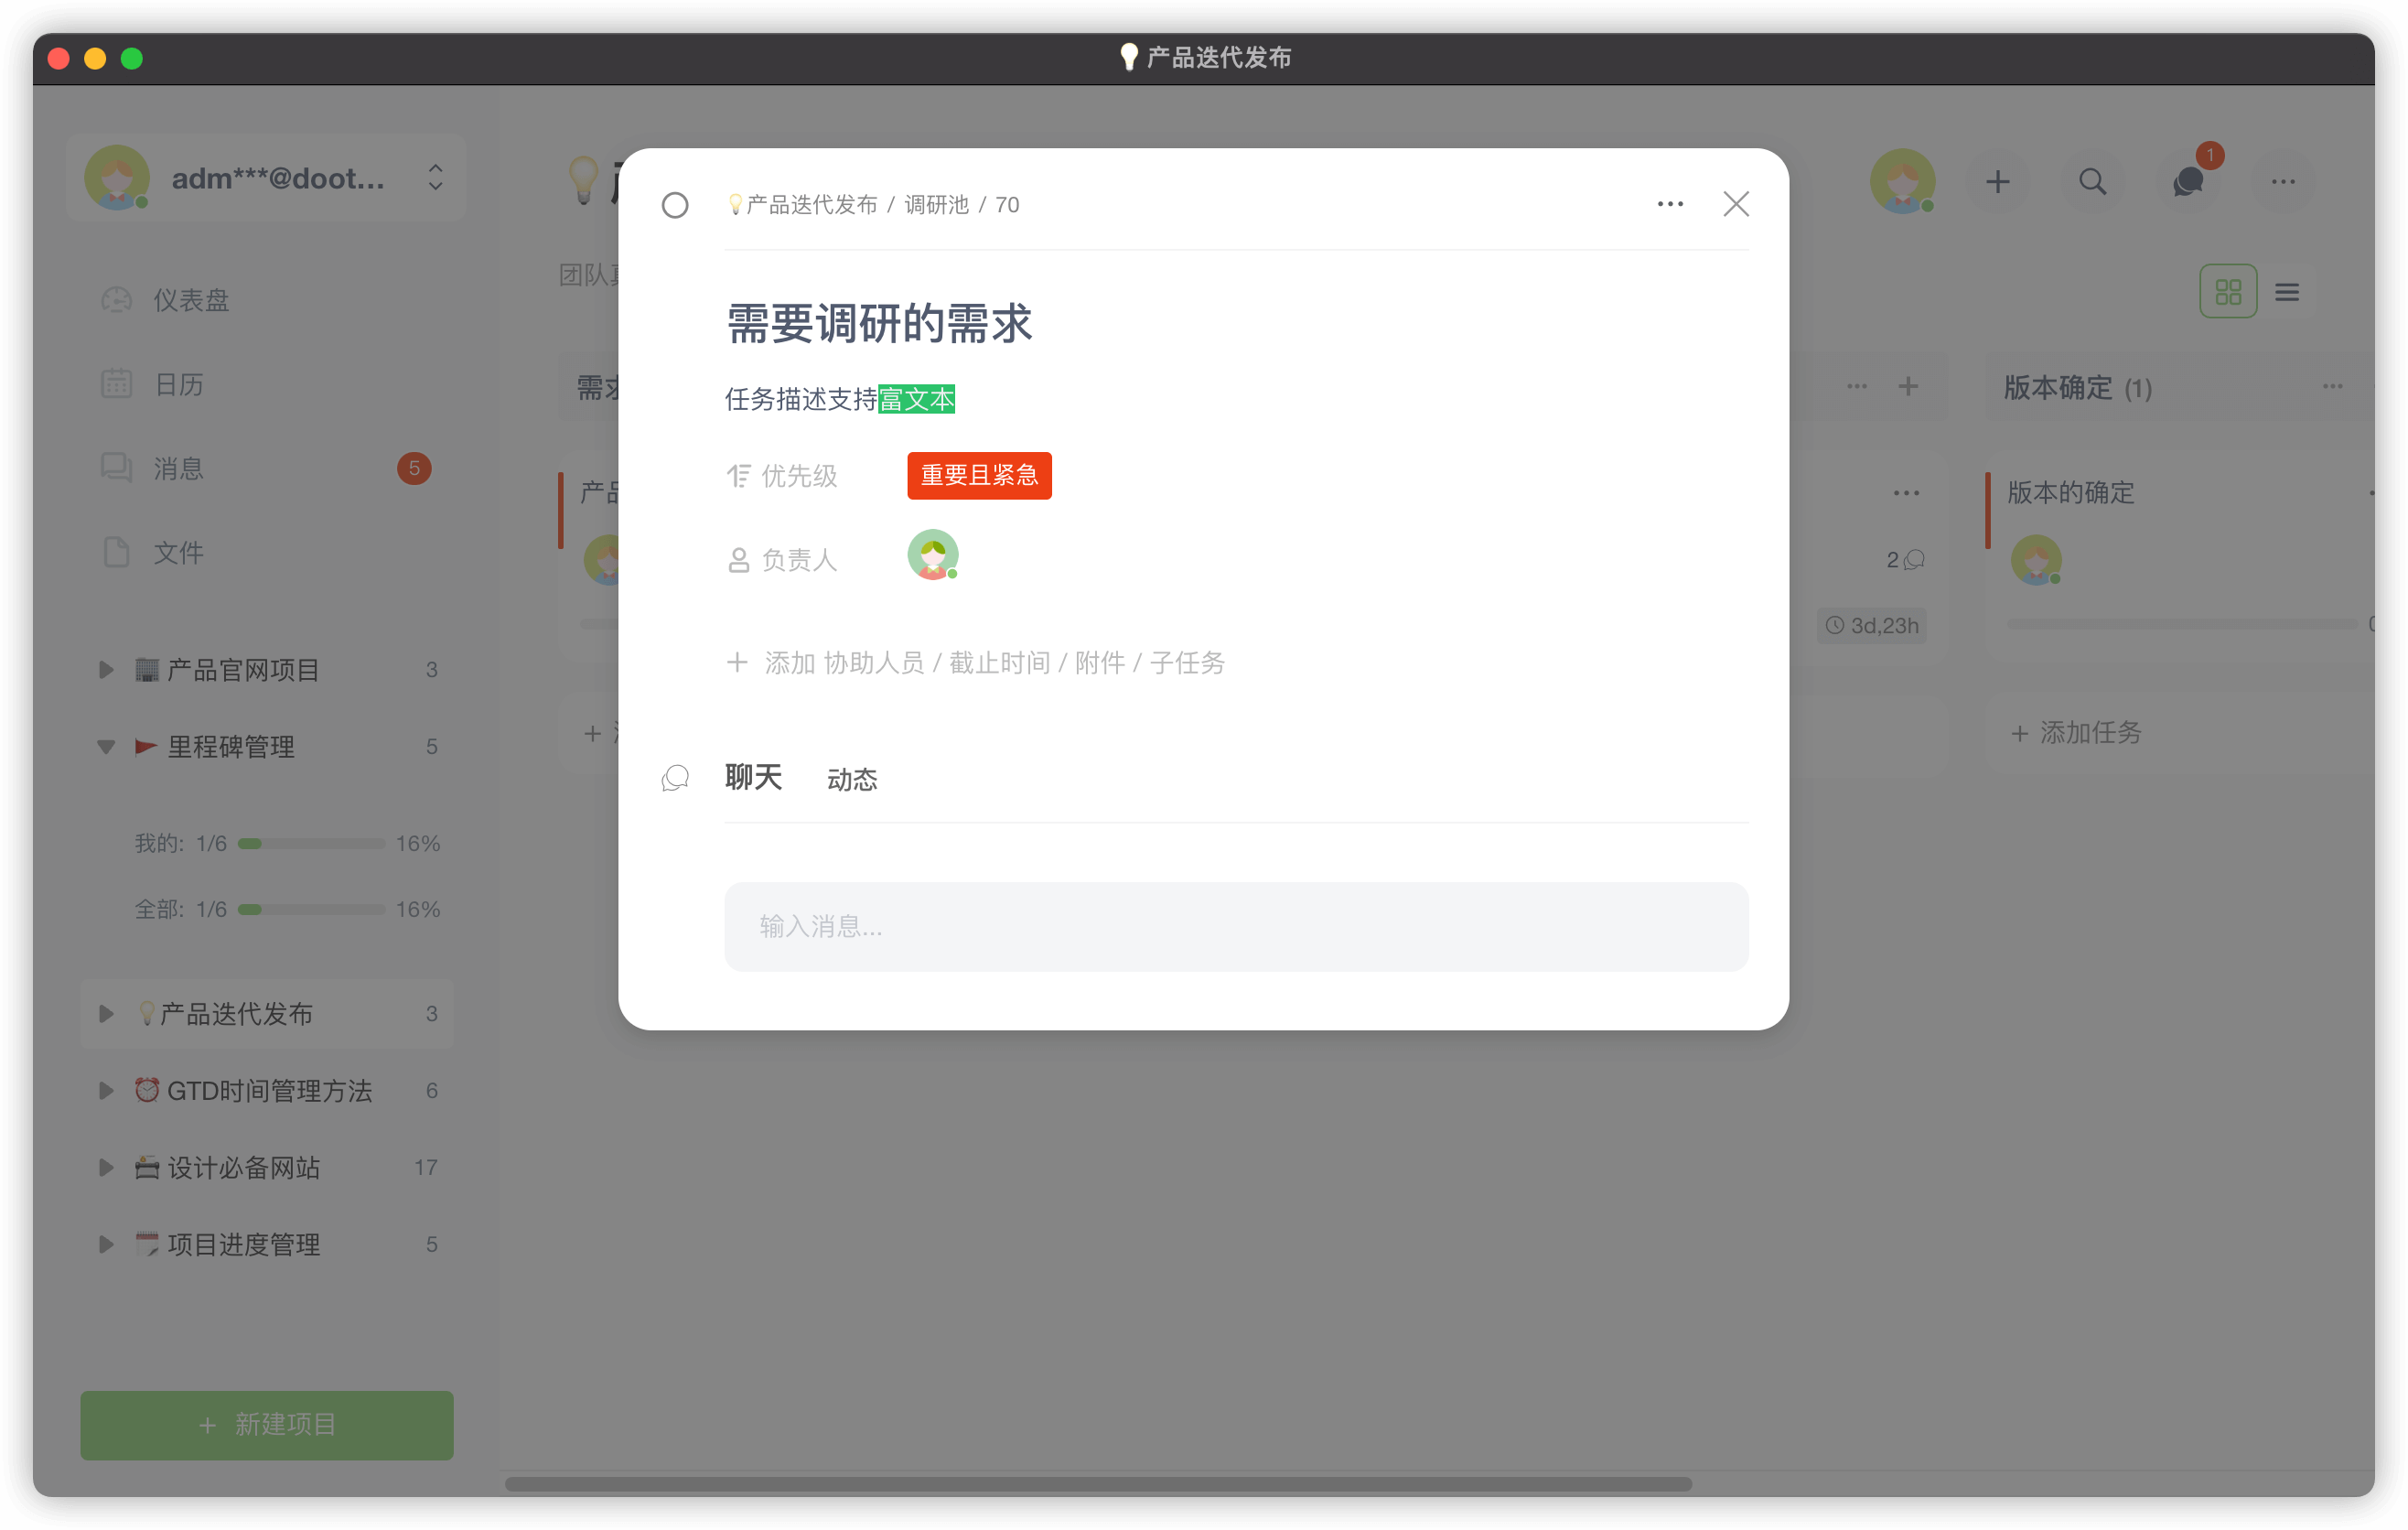 产品迭代发布
adm***@doot...
仪表盘
日历
消息 5
文件
产品官网项目 3
里程碑管理 5
我的: 1/6 16%
全部: 1/6 16%
产品迭代发布 3
GTD时间管理方法 6
设计必备网站 17
项目进度管理 5
+ 新建项目
1
团队
需求
产品
+
产品迭代发布 / 调研池 / 70
需要调研的需求
任务描述支持富文本
优先级 重要且紧急
负责人
+ 添加 协助人员 / 截止时间 / 附件 / 子任务
聊天 动态
输入消息...
2
3d,23h
版本确定 (1)
版本的确定
+ 添加任务